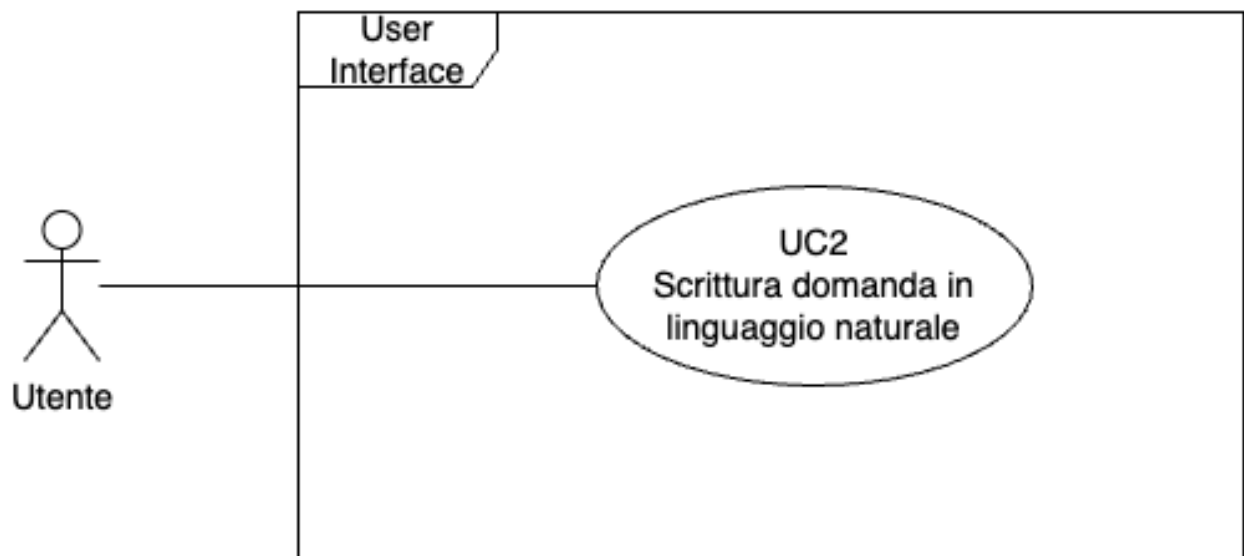 User
Interface
UC2
Scrittura domanda in
linguaggio naturale
Utente